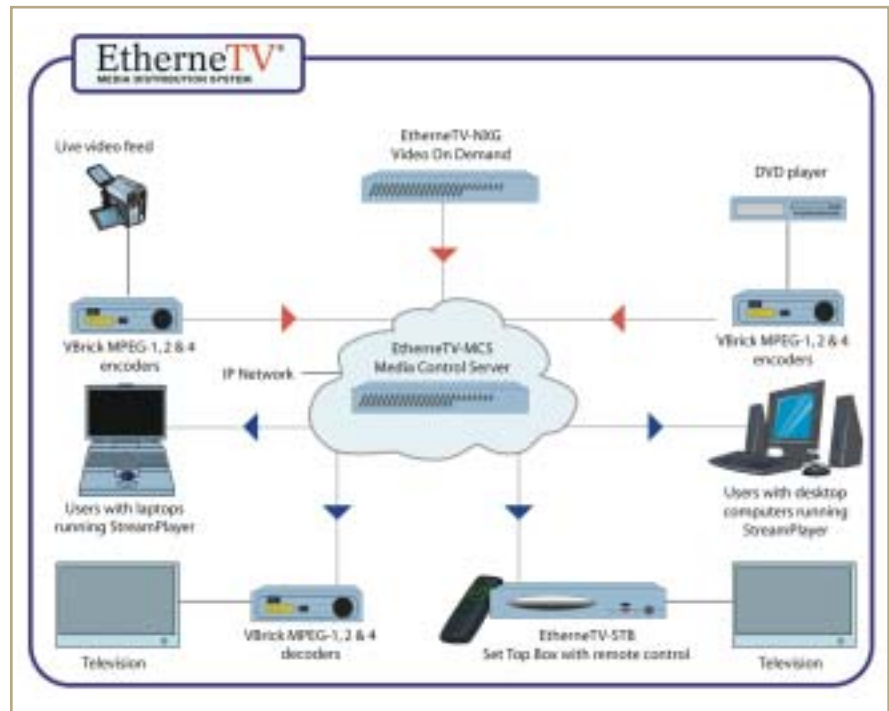 EtherneTV®
MEDIA DISTRIBUTION SYSTEM
Live video feed
EtherneTV-NXG
Video On Demand
DVD player
VBrick MPEG-1, 2 & 4
encoders
EtherneTV-MCS
Media Control Server
VBrick MPEG-1, 2 & 4
encoders
IP Network
Users with laptops
running StreamPlayer
Users with desktop
computers running
StreamPlayer
Television
VBrick MPEG-1, 2 & 4
decoders
EtherneTV-STB
Set Top Box with remote control
Television